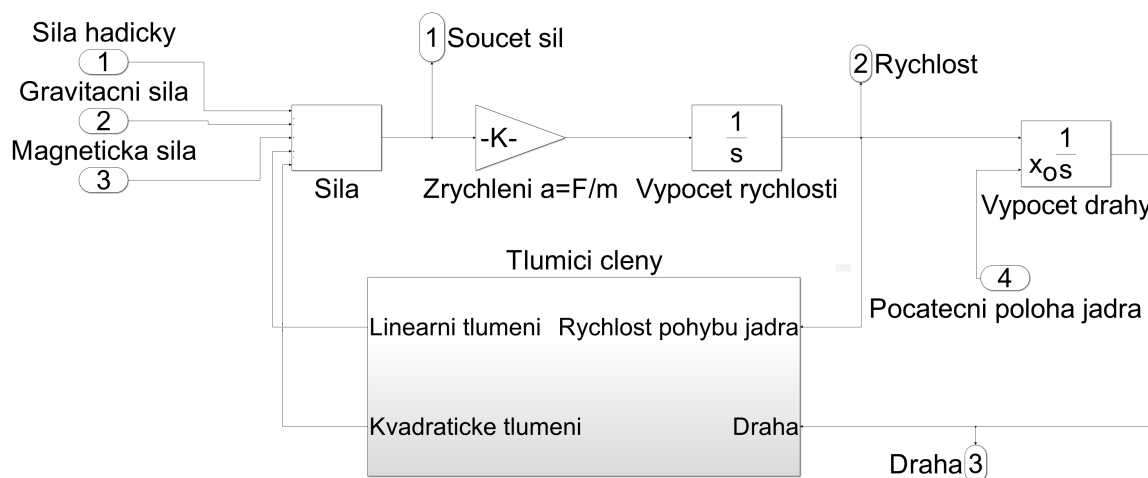 Sila hadicky
1
Gravitacni sila
2
Magneticka sila
3
Sila
1 Soucet sil
-K-
Zrychleni a=F/m
1
s
Vypocet rychlosti
2 Rychlost
1
xo s
Vypocet drahy
4
Pocatecni poloha jadra
Tlumici cleny
Linearni tlumeni
Rychlost pohybu jadra
Kvadraticke tlumeni
Draha
Draha 3